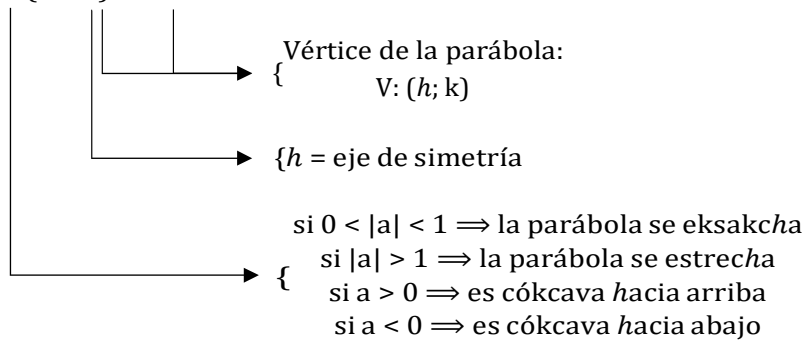 Vértice de la parábola:
{
V: (h; k)
{h = eje de simetría
si 0 < |a| < 1 ⟹ la parábola se eksakcha
{ si |a| > 1 ⟹ la parábola se estrecha
si a > 0 ⟹ es cókcava hacia arriba
si a < 0 ⟹ es cókcava hacia abajo